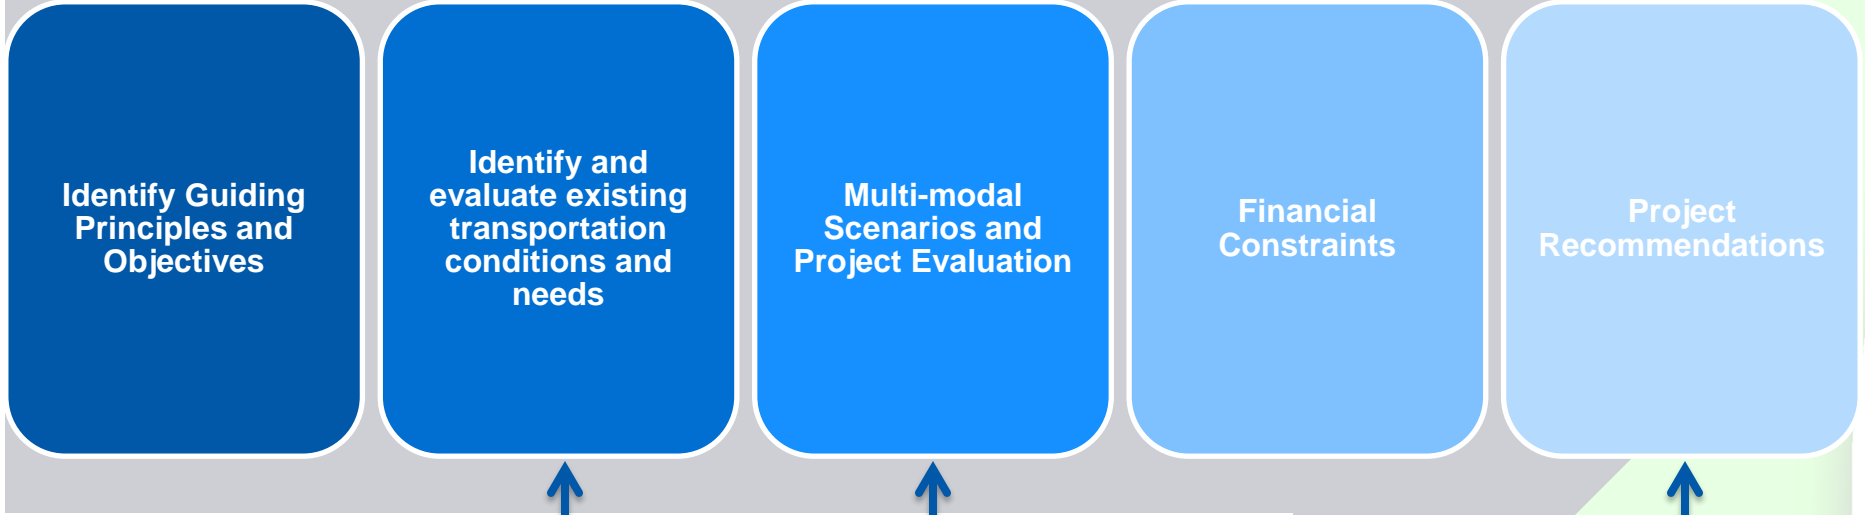 Identify Guiding
Principles and
Objectives
Identify and
evaluate existing
transportation
conditions and
needs
Multi-modal
Scenarios and
Project Evaluation
Financial
Constraints
Project
Recommendations